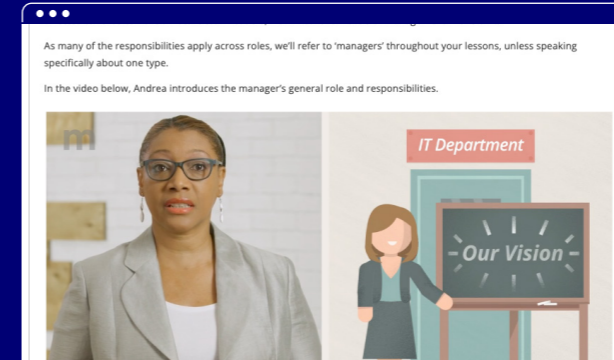 As many of the responsibilities apply across roles, we'll refer to 'managers' throughout your lessons, unless speaking
specifically about one type.
In the video below, Andrea introduces the manager's general role and responsibilities.
m
IT Department
Our Vision